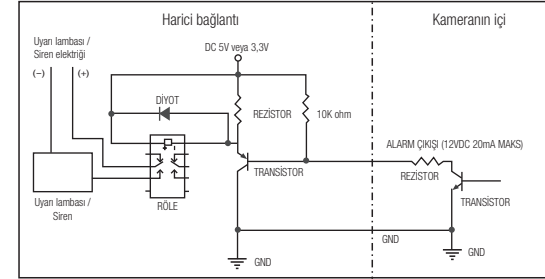 Harici bağlantı
Kameranın içi
Uyarı lambası /
Siren elektriği
(−)
(+)
DC 5V veya 3,3V
DİYOT
REZİSTOR
10K ohm
ALARM ÇIKIŞI (12VDC 20mA MAKS)
REZİSTOR
TRANSİSTOR
TRANSİSTOR
Uyarı lambası /
Siren
RÖLE
GND
GND
GND